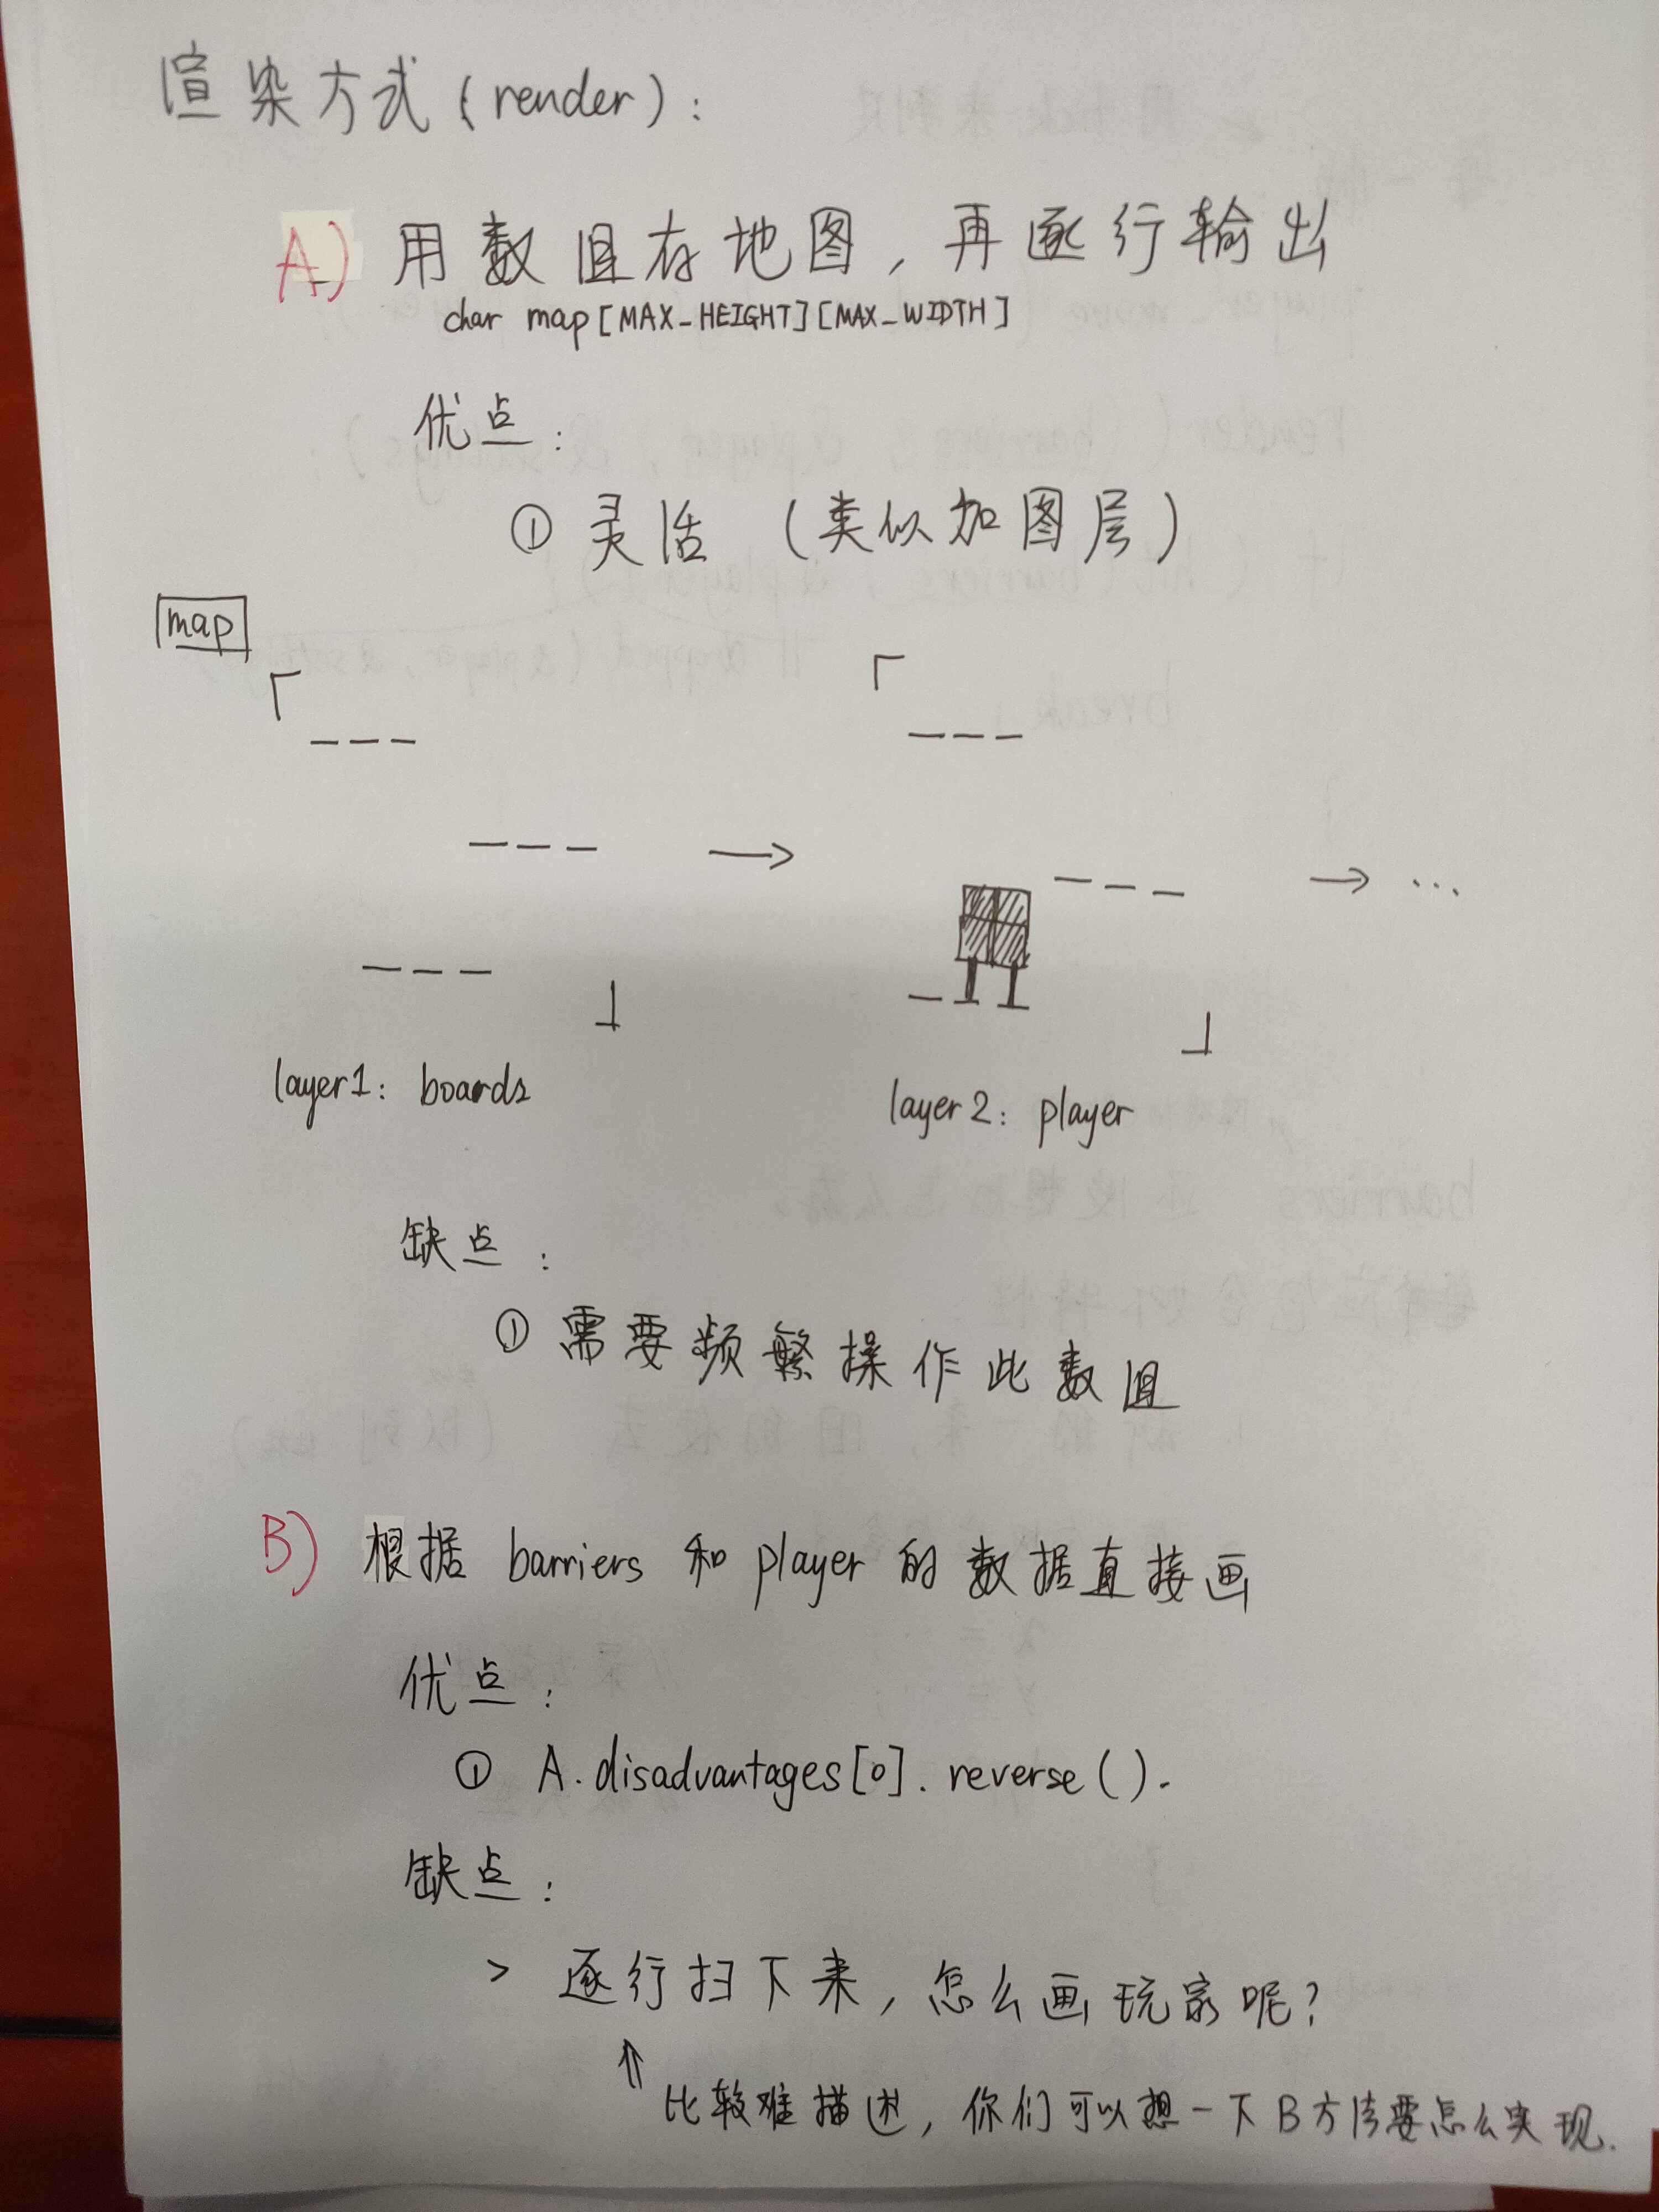 渲染方式(render):
A) 用数组存地图,再逐行输出
char map[MAX_HEIGHT][MAX_WIDTH]
优点:
① 灵活 (类似加图层)
map
layer1: boards
layer2: player
缺点:
① 需要频繁操作此数组
B) 根据 barriers 和 player 的数据直接画
优点:
① A.disadvantages[0].reverse().
缺点:
> 逐行扫下来,怎么画玩家呢?
比较难描述,你们可以想一下B方法要怎么实现.